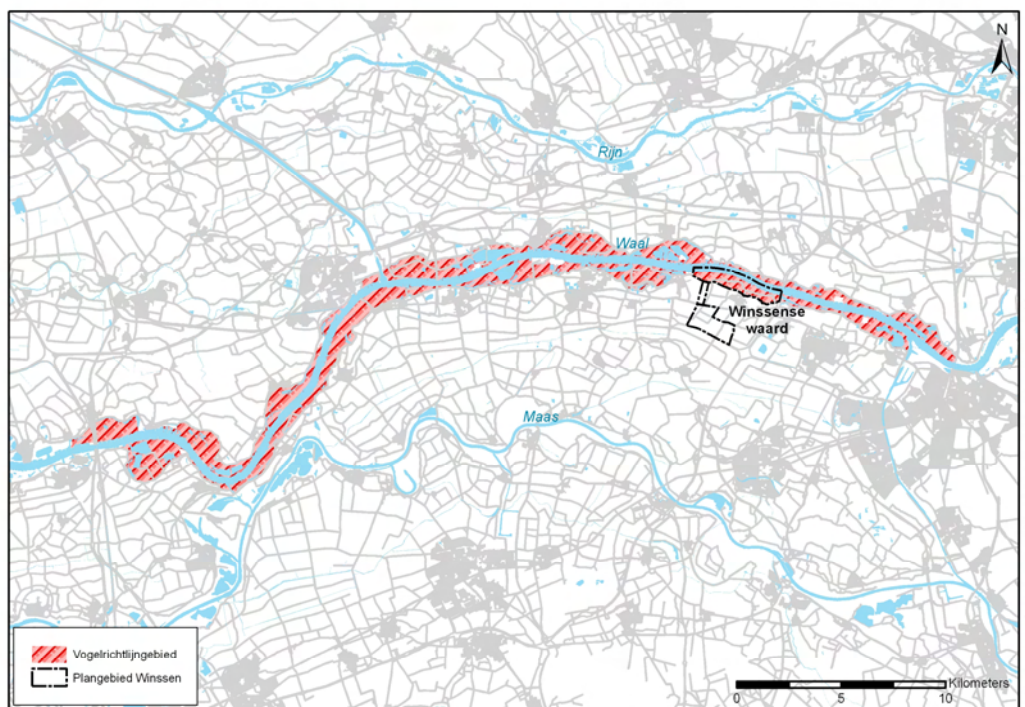 N
Rijn
Waal
Winssense
waard
Maas
Vogelrichtlijngebied
Plangebied Winssen
Kilometers
0 5 10